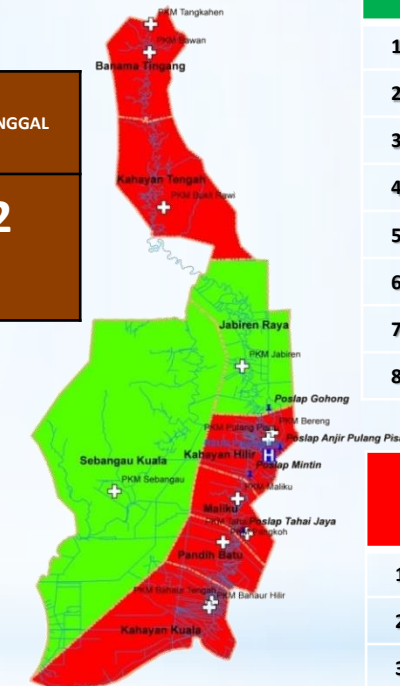 PKM Tangkahen
PKM Bawan
Banama Tingang
NGGAL
2
Kahayan Tengah
PKM Bukit Rawi
Jabiren Raya
PKM Jabiren
Poslap Gohong
PKM Bereng
PKM Pulang Pisau
Poslap Anjir Pulang Pisa
Kahayan Hilir
H
Poslap Mintin
Sebangau Kuala
PKM Sebangau
PKM Maliku
Maliku
Poslap Tahai Jaya
Pandih Batu
PKM Bahaur Tengah
PKM Bahaur Hilir
Kahayan Kuala
1
2
3
4
5
6
7
8
1
2
3